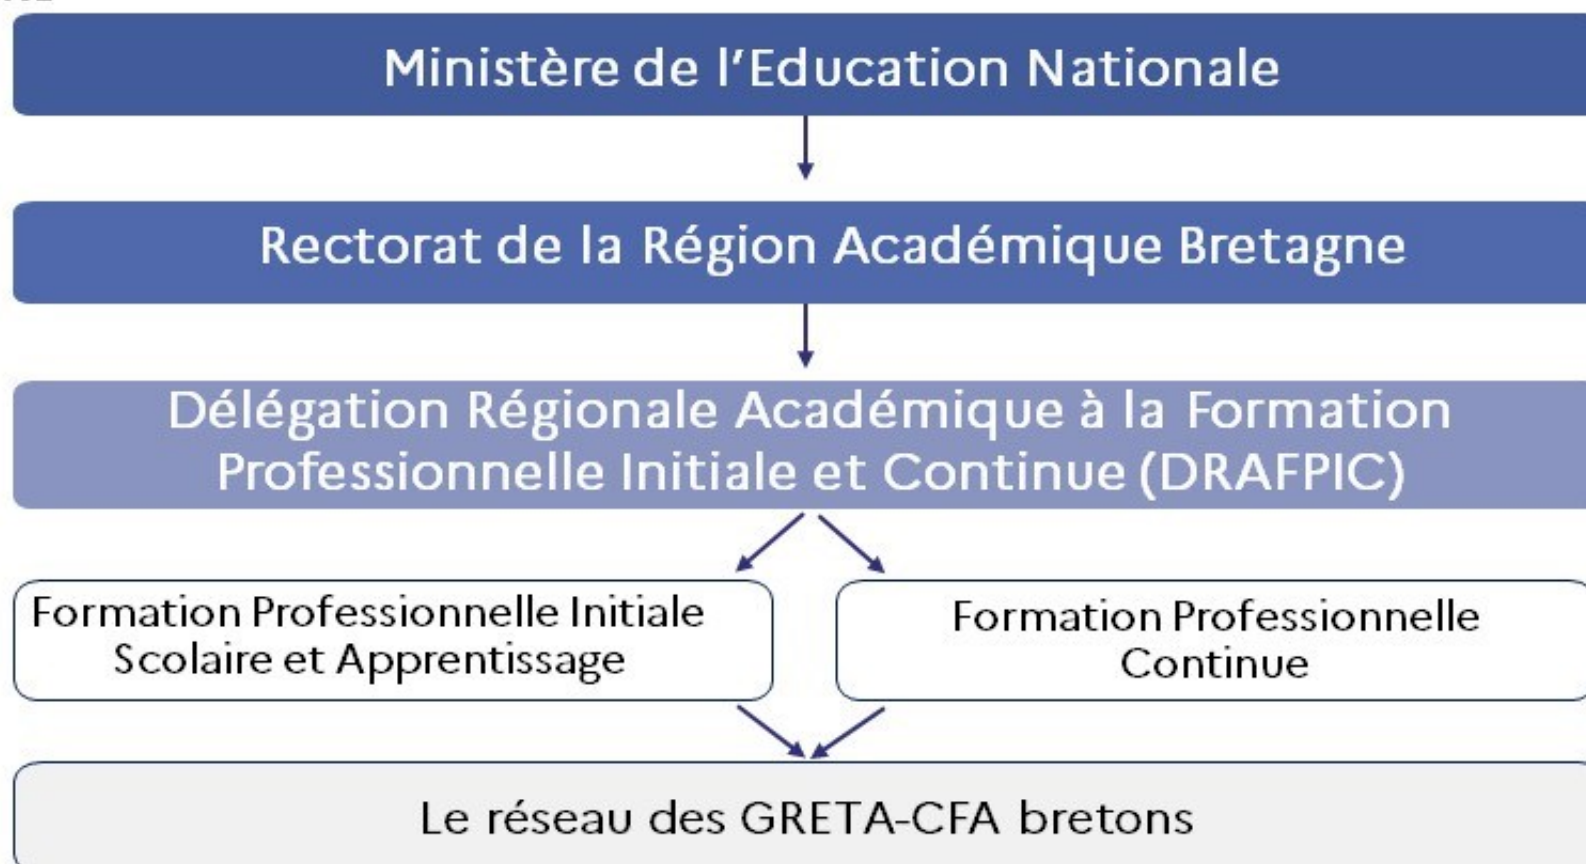 Ministère de l’Education Nationale
Rectorat de la Région Académique Bretagne
Délégation Régionale Académique à la Formation
Professionnelle Initiale et Continue (DRAFPIC)
Formation Professionnelle Initiale
Scolaire et Apprentissage
Formation Professionnelle
Continue
Le réseau des GRETA-CFA bretons